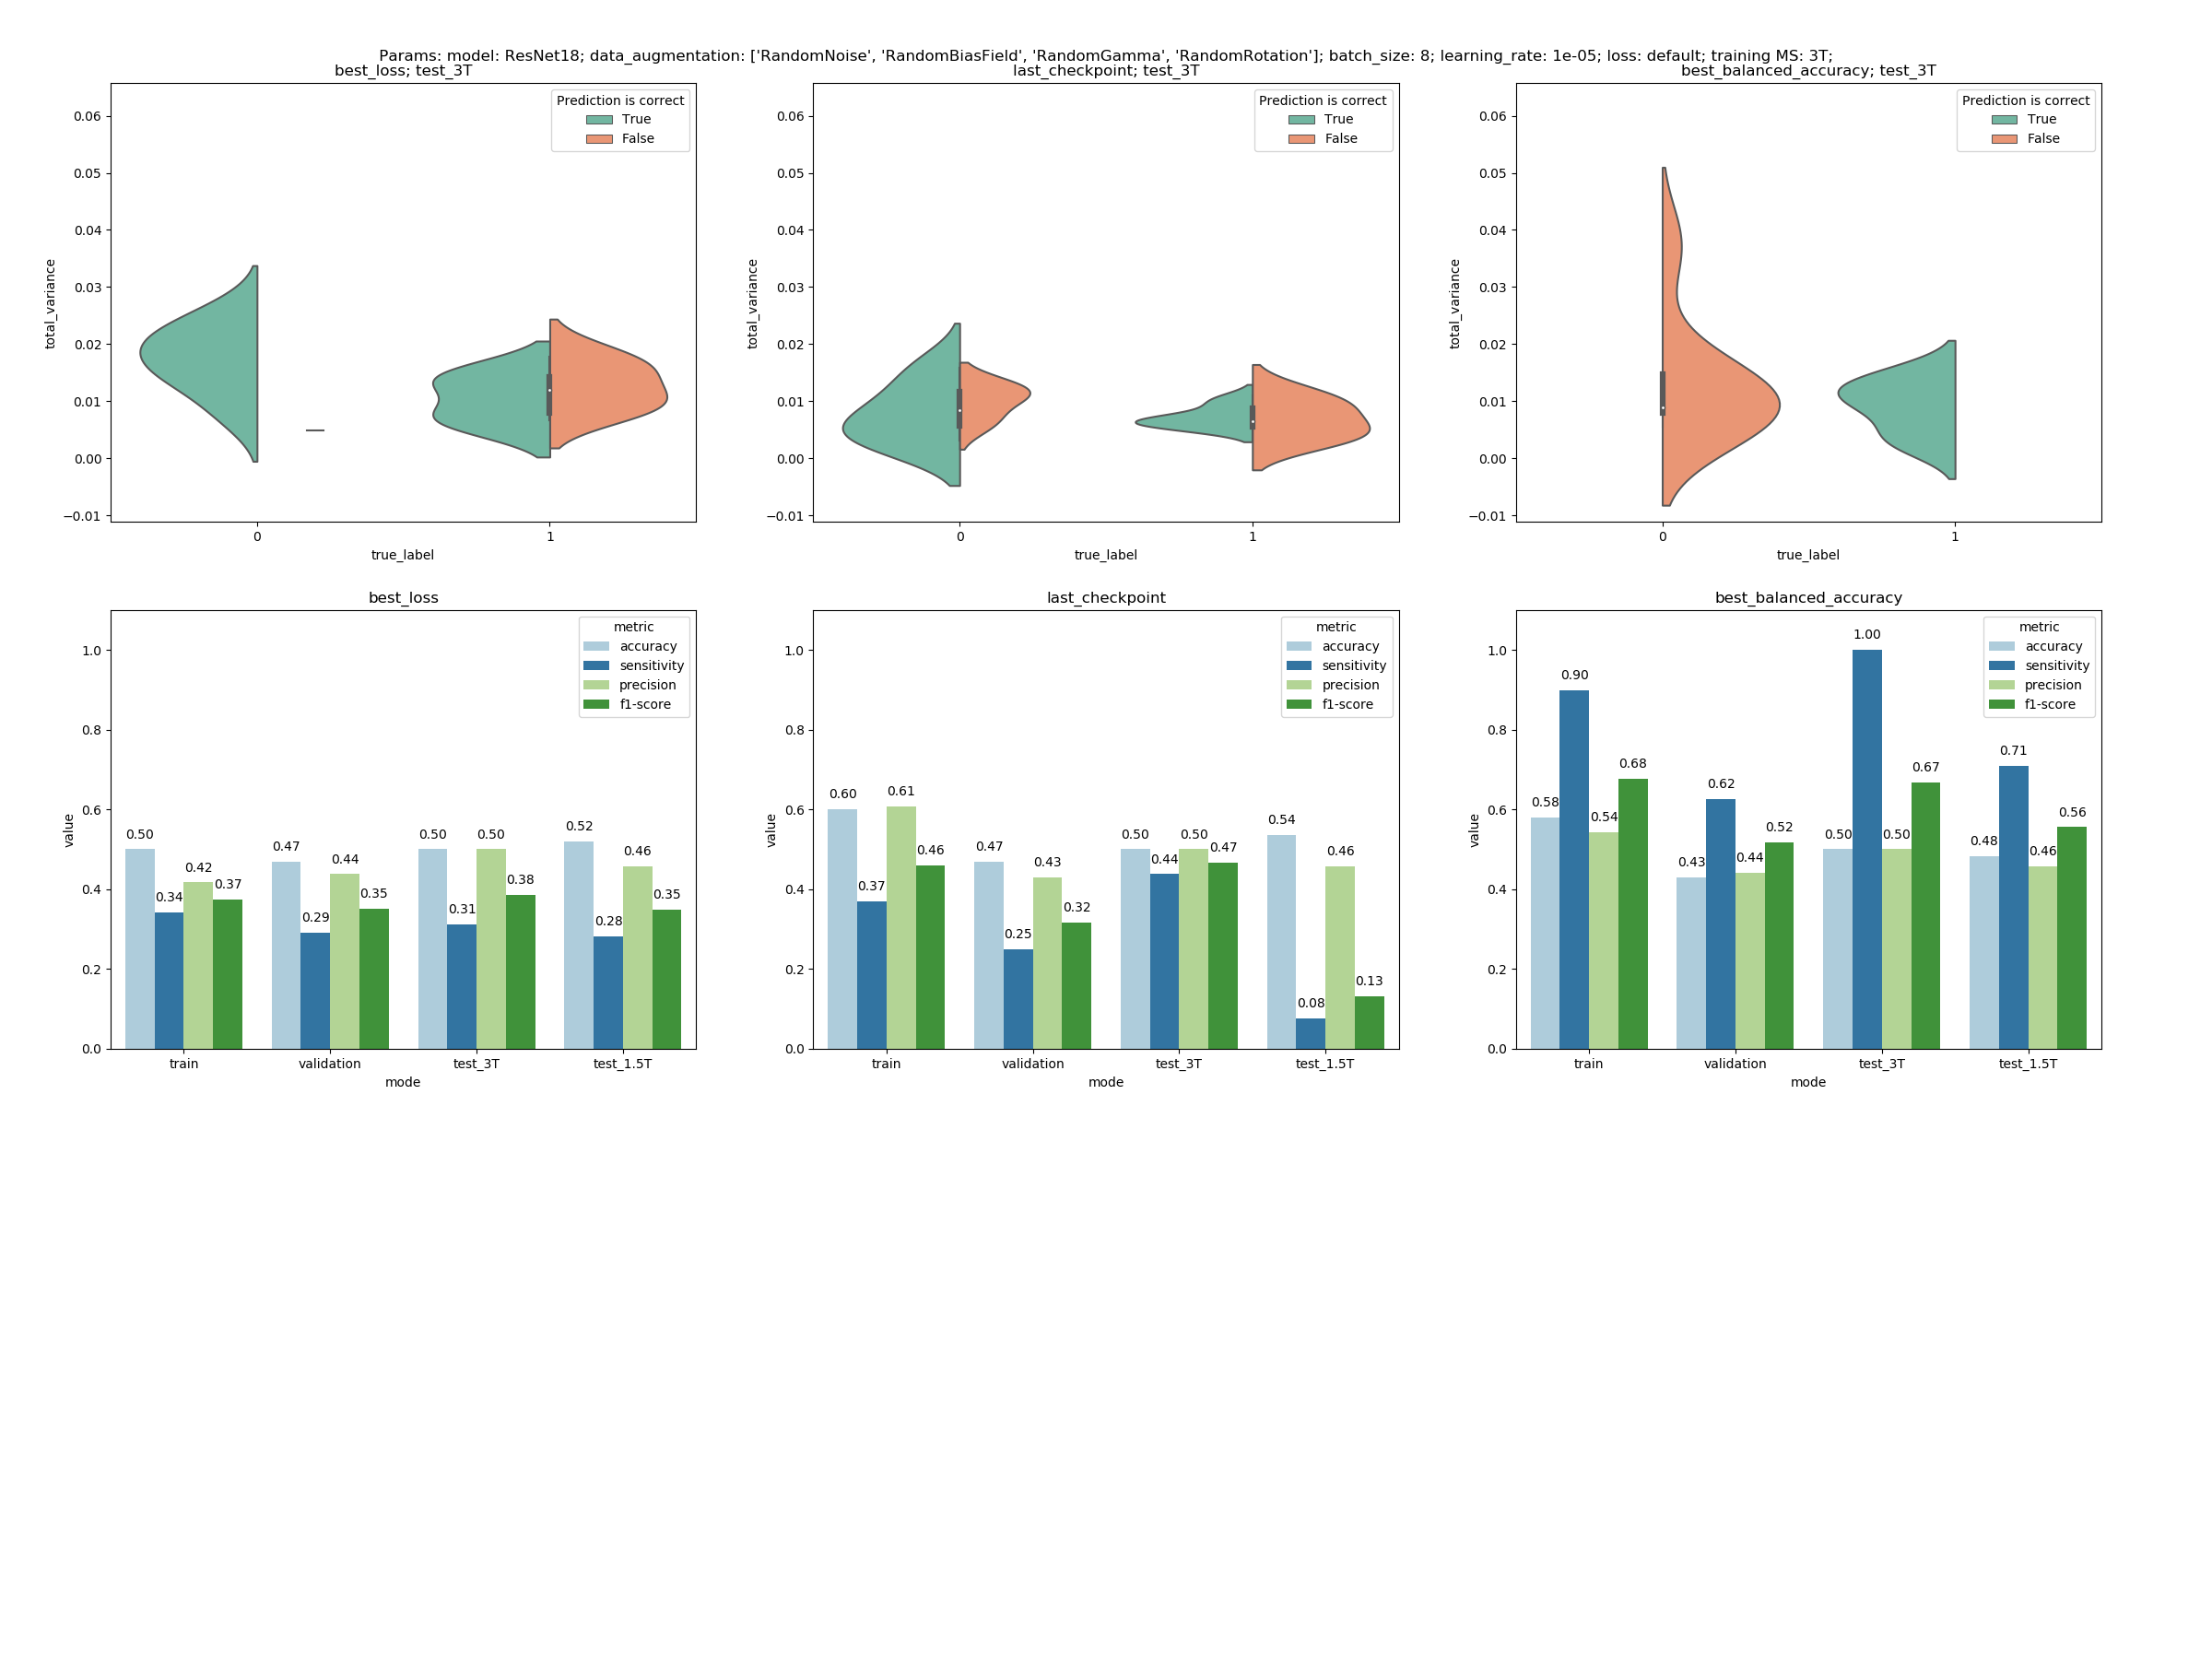 Params: model: ResNet18; data_augmentation: ['RandomNoise', 'RandomBiasField', 'RandomGamma', 'RandomRotation']; batch_size: 8; learning_rate: 1e-05; loss: default; training MS: 3T;
best_loss; test_3T
Prediction is correct
True
False
0.06
0.05
0.04
0.03
0.02
0.01
0.00
−0.01
total_variance
0
1
true_label
last_checkpoint; test_3T
Prediction is correct
True
False
0.06
0.05
0.04
0.03
0.02
0.01
0.00
−0.01
total_variance
0
1
true_label
best_balanced_accuracy; test_3T
Prediction is correct
True
False
0.06
0.05
0.04
0.03
0.02
0.01
0.00
−0.01
total_variance
0
1
true_label
best_loss
metric
accuracy
sensitivity
precision
f1-score
1.0
0.8
0.6
0.4
0.2
0.0
value
0.50
0.34
0.42
0.37
0.47
0.29
0.44
0.35
0.50
0.31
0.50
0.38
0.52
0.28
0.46
0.35
train
validation
test_3T
test_1.5T
mode
last_checkpoint
metric
accuracy
sensitivity
precision
f1-score
1.0
0.8
0.6
0.4
0.2
0.0
value
0.60
0.37
0.61
0.46
0.47
0.25
0.43
0.32
0.50
0.44
0.50
0.47
0.54
0.08
0.46
0.13
train
validation
test_3T
test_1.5T
mode
best_balanced_accuracy
metric
accuracy
sensitivity
precision
f1-score
1.0
0.8
0.6
0.4
0.2
0.0
value
0.58
0.90
0.54
0.68
0.43
0.62
0.44
0.52
0.50
1.00
0.50
0.67
0.48
0.71
0.46
0.56
train
validation
test_3T
test_1.5T
mode